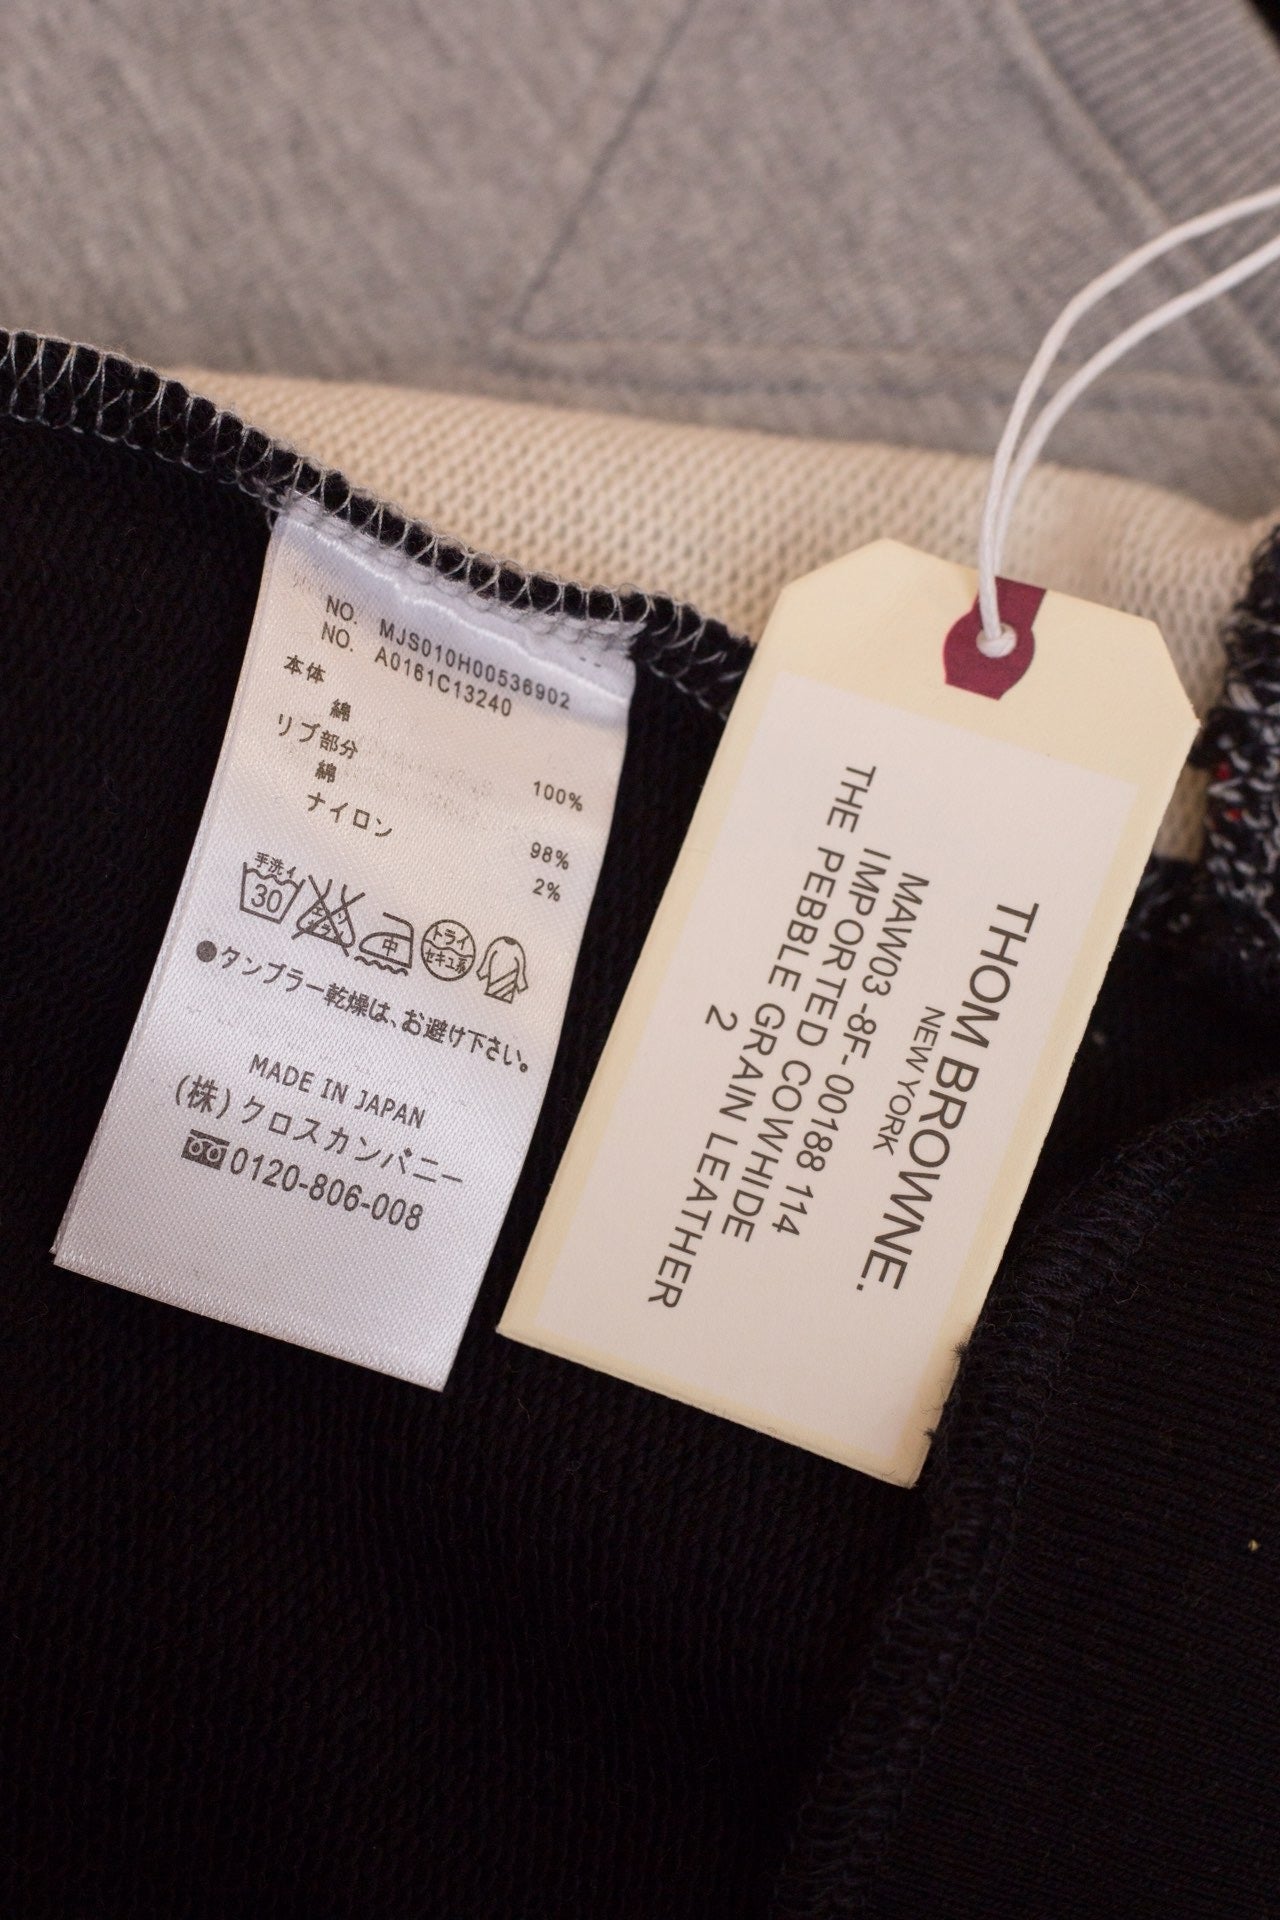 NO. MJS010H00536902
NO. A0161C13240
本体
綿 100%
リブ部分
綿 98%
ナイロン 2%
手洗イ
30
中
ドライ
セキユ系
●タンブラー乾燥は、お避け下さい。
MADE IN JAPAN
(株)クロスカンパニー
0120-806-008
THOM BROWNE.
NEW YORK
MAW03 -8F- 00188 114
IMPORTED COWHIDE
THE PEBBLE GRAIN LEATHER
2